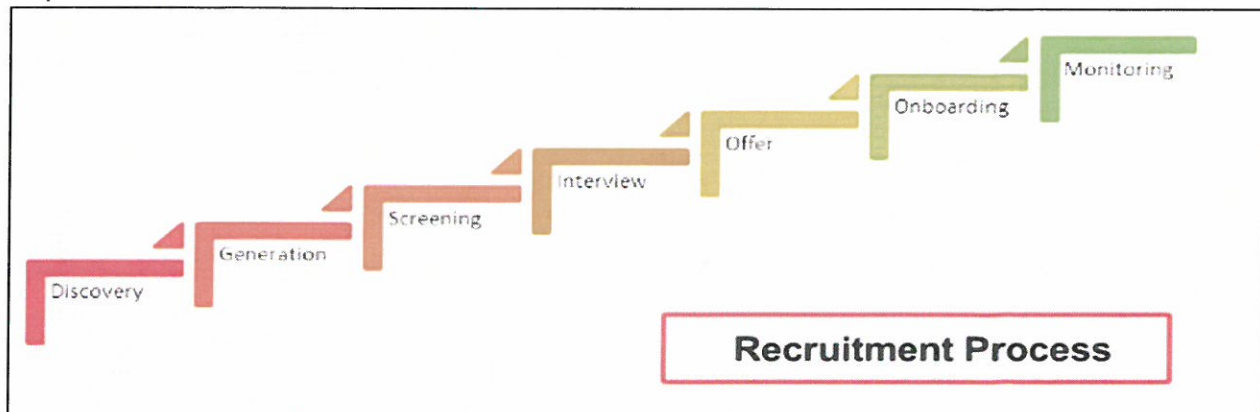 Discovery
Generation
Screening
Interview
Offer
Onboarding
Monitoring
Recruitment Process